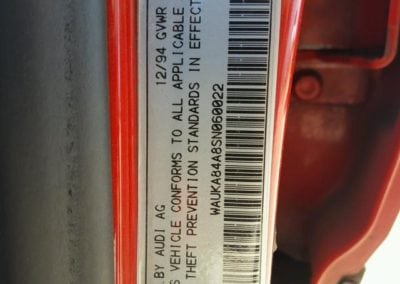 BY AUDI AG 12/94 GVWR
S VEHICLE CONFORMS TO ALL APPLICABLE
THEFT PREVENTION STANDARDS IN EFFECT
WAUKA84A8SN060022